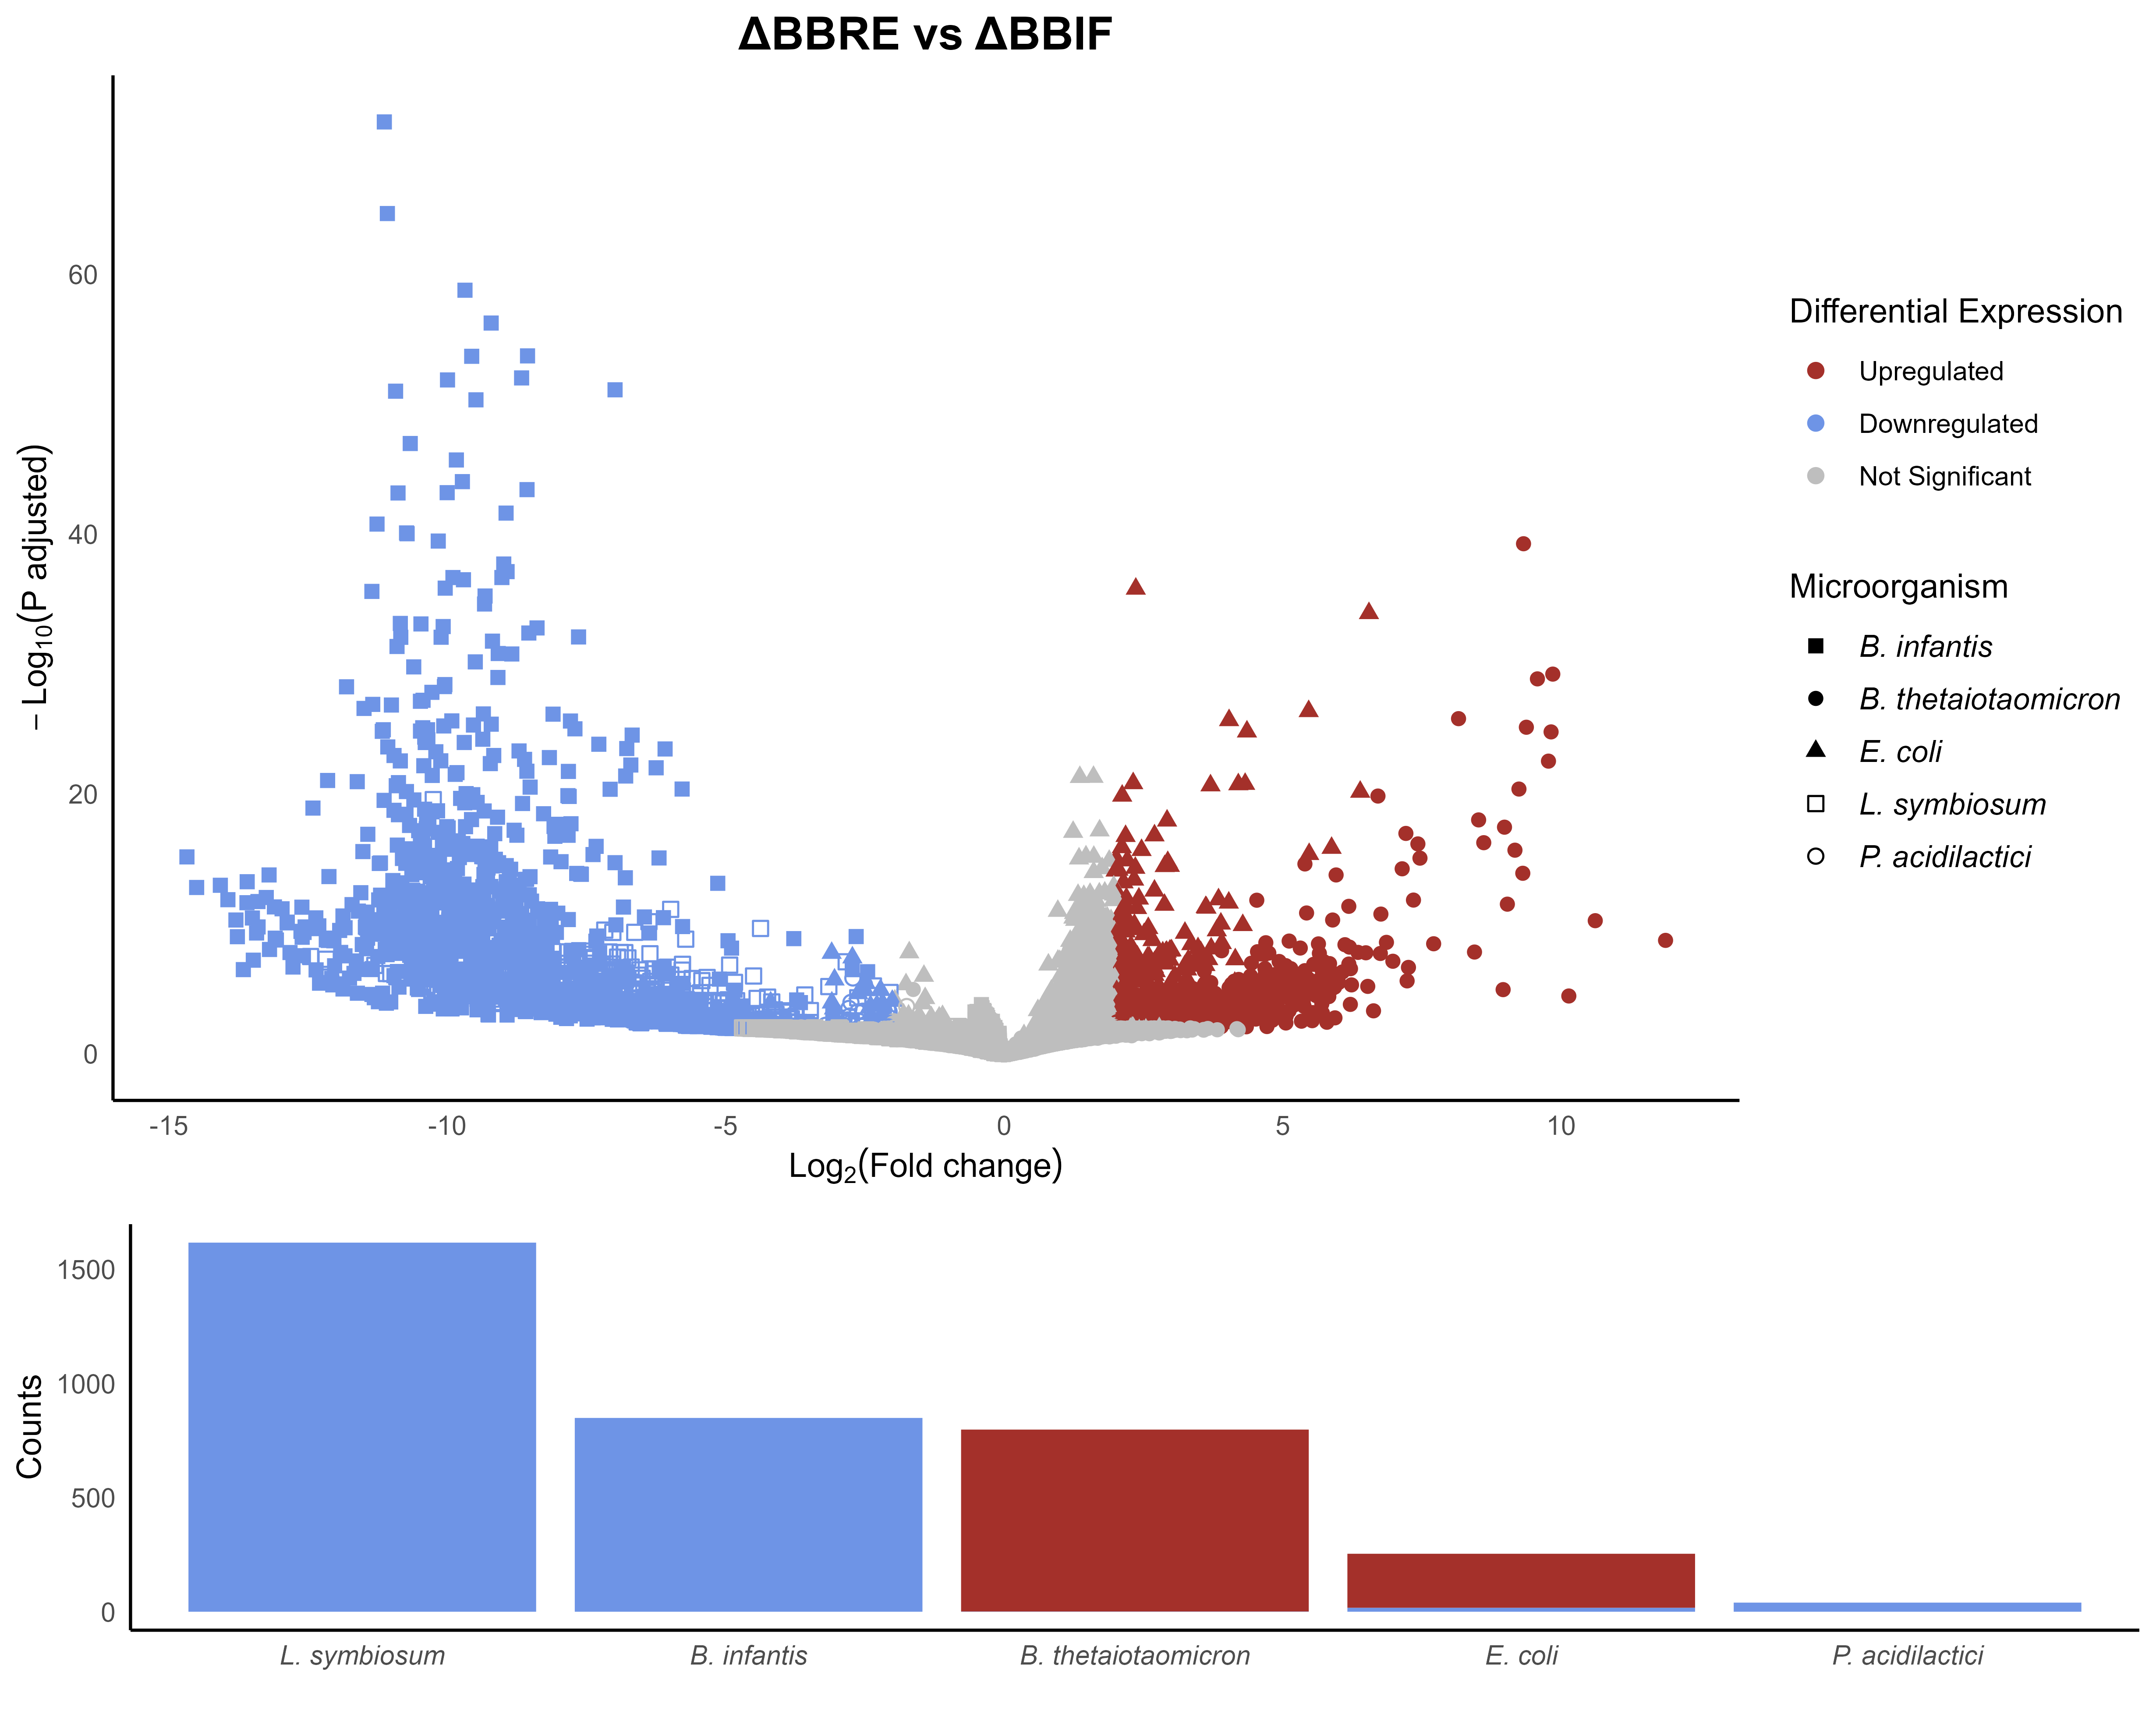 ΔBBRE vs ΔBBIF
− Log₁₀(P adjusted)
60
40
20
0
-15 -10 -5 0 5 10
Log₂(Fold change)
Differential Expression
Upregulated
Downregulated
Not Significant
Microorganism
B. infantis
B. thetaiotaomicron
E. coli
L. symbiosum
P. acidilactici
Counts
1500
1000
500
0
L. symbiosum B. infantis B. thetaiotaomicron E. coli P. acidilactici